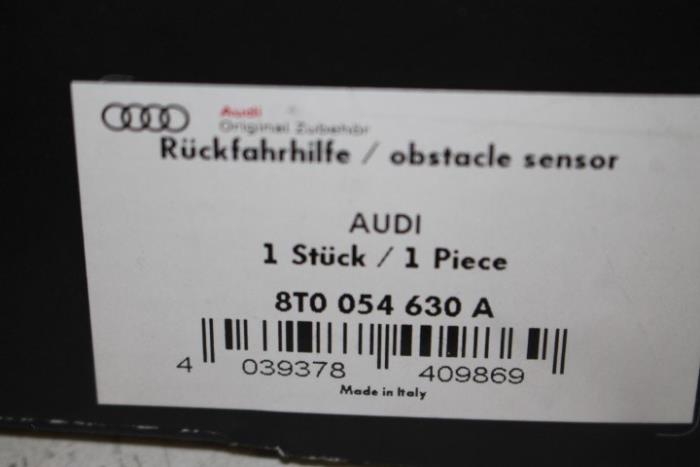 Audi
Original Zubehör
Rückfahrhilfe / obstacle sensor
AUDI
1 Stück / 1 Piece
8T0 054 630 A
4 039378 409869
Made in Italy